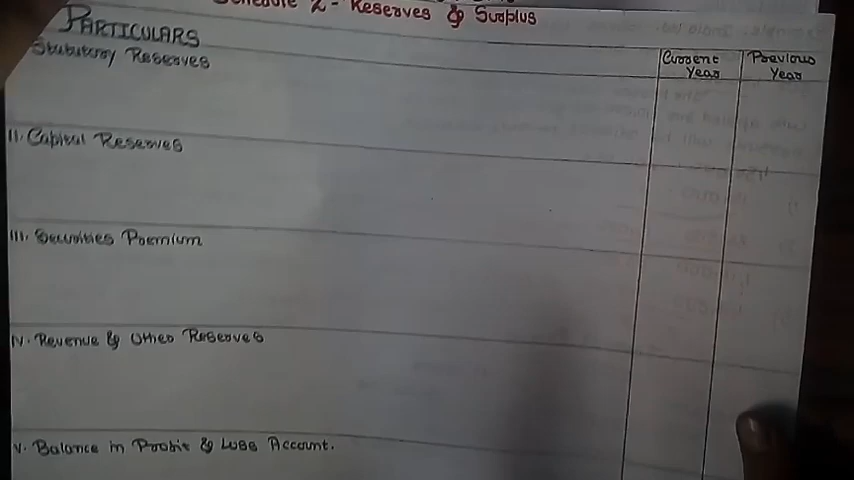 Schedule 2 - Reserves & Surplus
PARTICULARS
Current Year
Previous Year
Statutory Reserves
II. Capital Reserves
III. Securities Premium
IV. Revenue & Other Reserves
V. Balance in Profit & Loss Account.